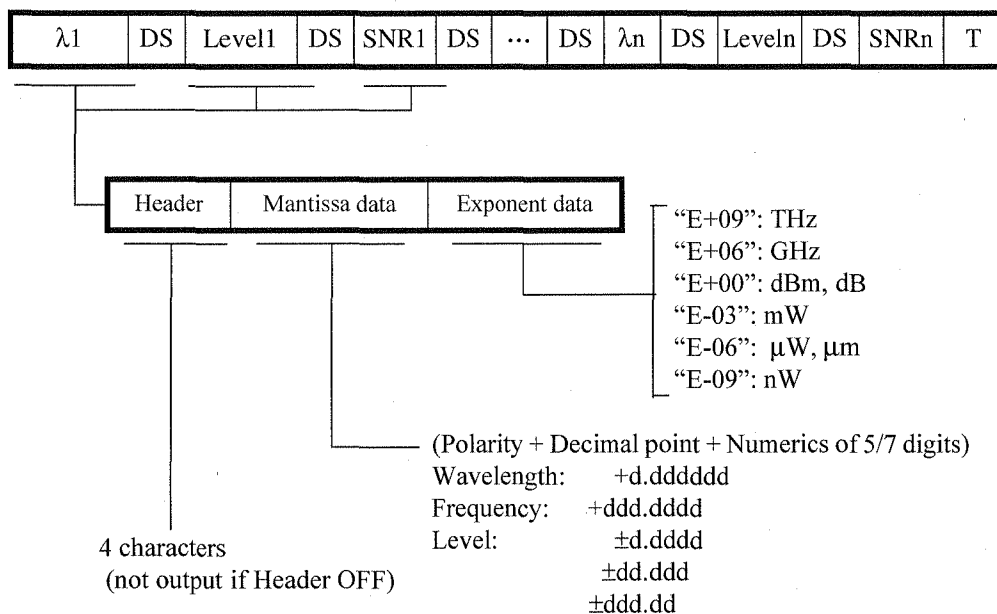 λ1 DS Level1 DS SNR1 DS ... DS λn DS Leveln DS SNRn T
Header Mantissa data Exponent data
“E+09”: THz
“E+06”: GHz
“E+00”: dBm, dB
“E-03”: mW
“E-06”: μW, μm
“E-09”: nW
(Polarity + Decimal point + Numerics of 5/7 digits)
Wavelength: +d.dddddd
Frequency: +ddd.dddd
Level: ±d.dddd
±dd.ddd
±ddd.dd
4 characters
(not output if Header OFF)